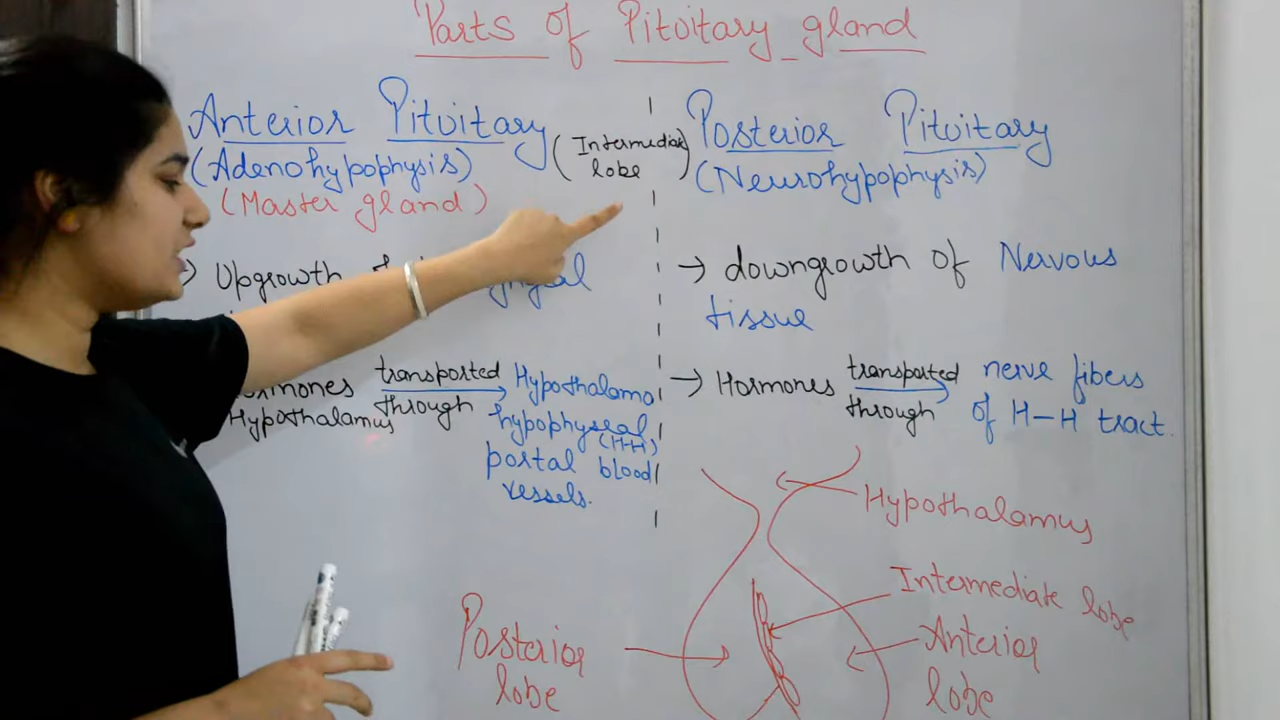 Parts of Pituitary gland
Anterior Pituitary
(Adenohypophysis)
(Master gland)
(Intermediate
lobe)
Posterior Pituitary
(Neurohypophysis)
Upgrowth
→ downgrowth of Nervous
tissue
transported
through
Hypothalamus
Hypothalamo
hypophyseal
(H-H)
portal blood
vessels.
→ Hormones transported through nerve fibers
of H-H tract.
Hypothalamus
Intermediate lobe
Anterior
lobe
Posterior
lobe